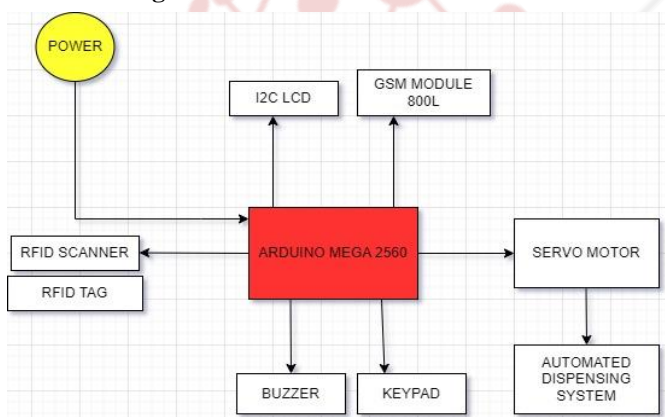 POWER
I2C LCD
GSM MODULE
800L
RFID SCANNER
ARDUINO MEGA 2560
SERVO MOTOR
RFID TAG
BUZZER
KEYPAD
AUTOMATED
DISPENSING
SYSTEM